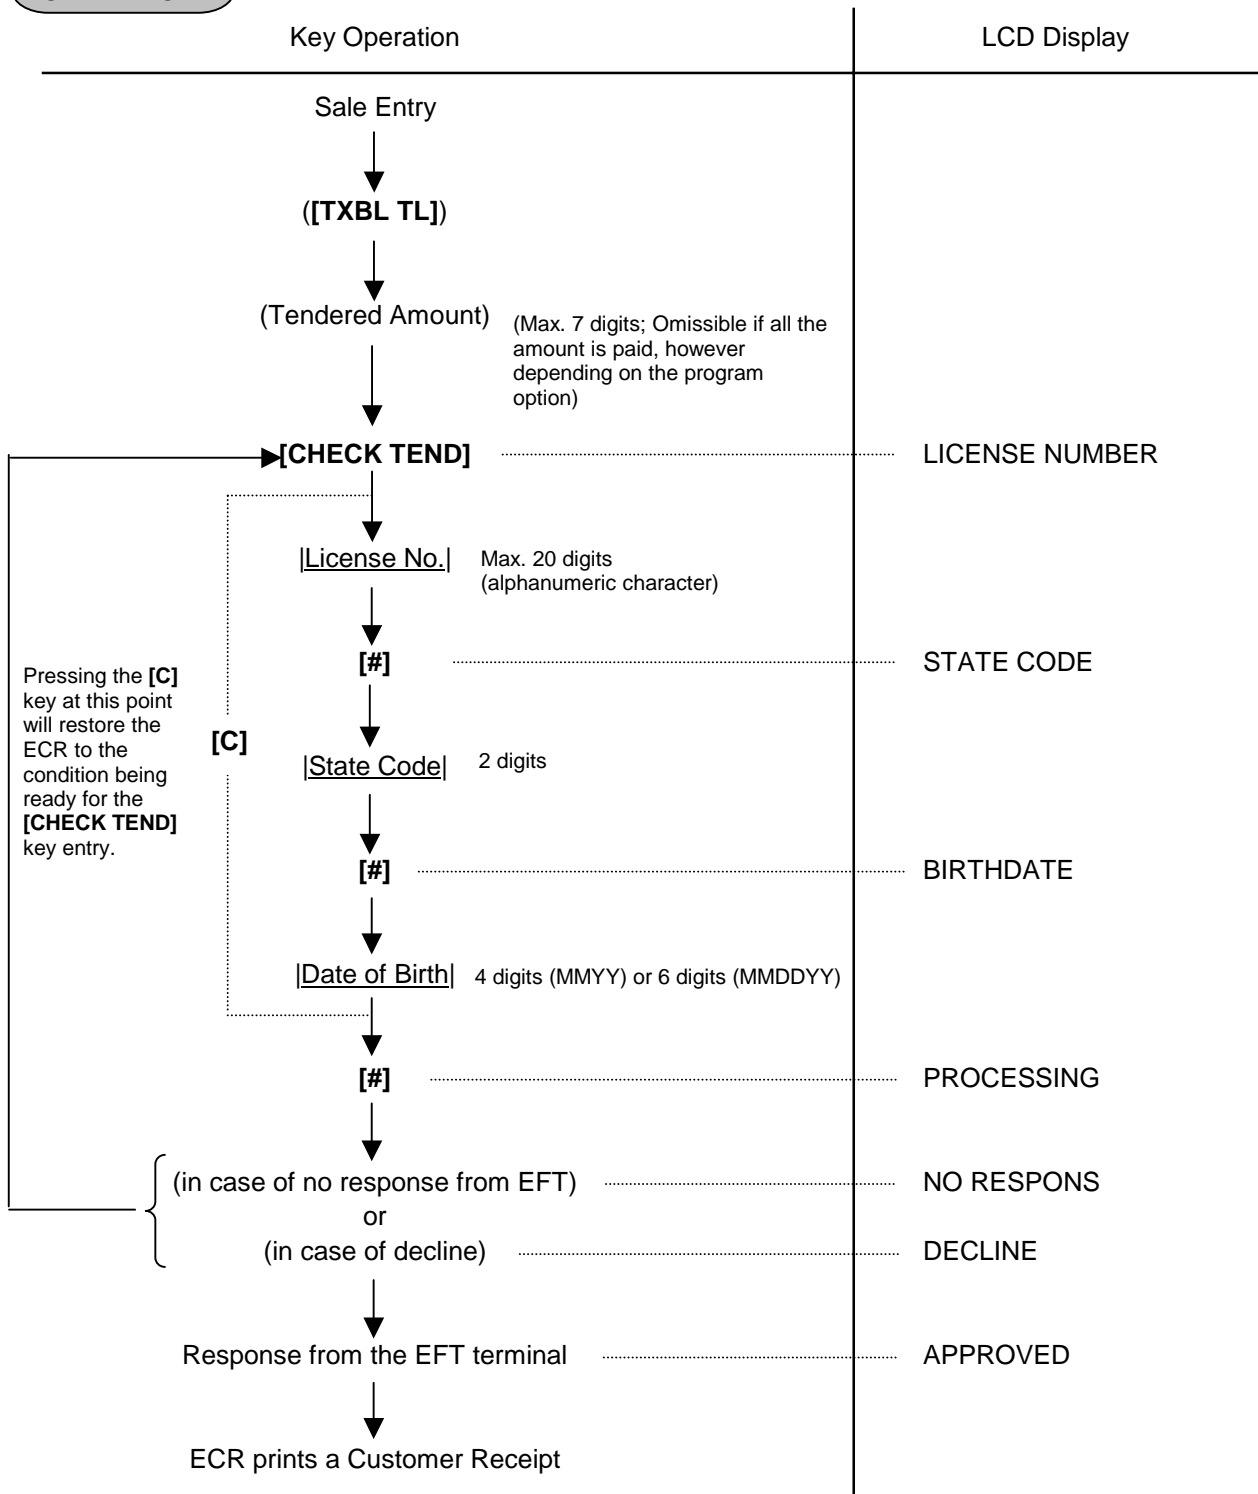 Key Operation
LCD Display
Sale Entry
([TXBL TL])
(Tendered Amount)
(Max. 7 digits; Omissible if all the
amount is paid, however
depending on the program
option)
[CHECK TEND]
LICENSE NUMBER
|License No.|
Max. 20 digits
(alphanumeric character)
[#]
STATE CODE
Pressing the [C]
key at this point
will restore the
ECR to the
condition being
ready for the
[CHECK TEND]
key entry.
[C]
|State Code|
2 digits
[#]
BIRTHDATE
|Date of Birth|
4 digits (MMYY) or 6 digits (MMDDYY)
[#]
PROCESSING
(in case of no response from EFT)
NO RESPONS
or
(in case of decline)
DECLINE
Response from the EFT terminal
APPROVED
ECR prints a Customer Receipt